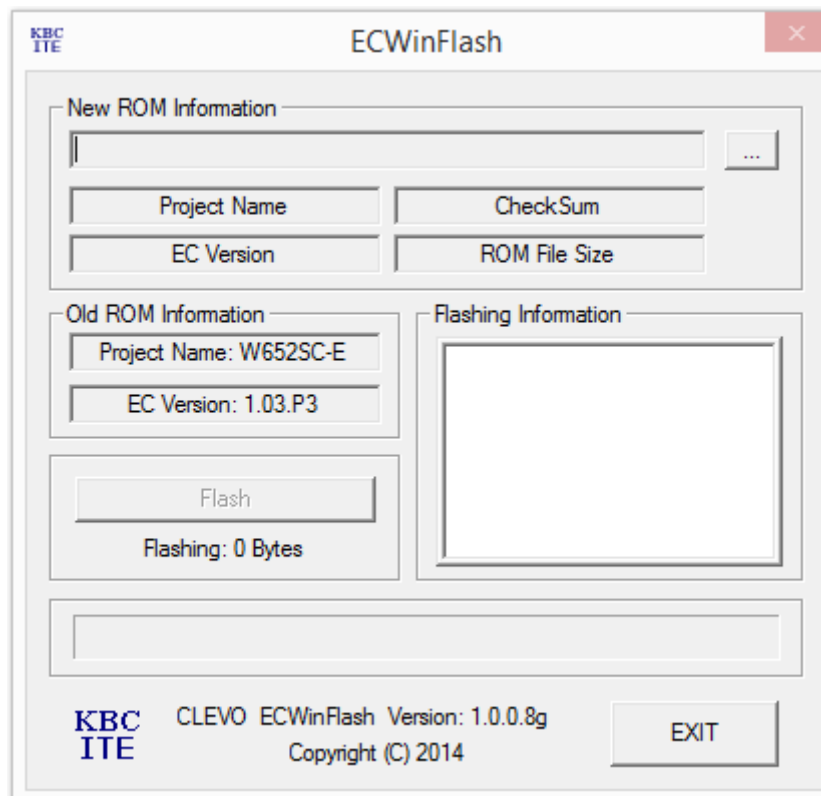 KBC
ITE
ECWinFlash
New ROM Information
...
Project Name
CheckSum
EC Version
ROM File Size
Old ROM Information
Project Name: W652SC-E
EC Version: 1.03.P3
Flashing Information
Flash
Flashing: 0 Bytes
KBC
ITE
CLEVO ECWinFlash Version: 1.0.0.8g
Copyright (C) 2014
EXIT